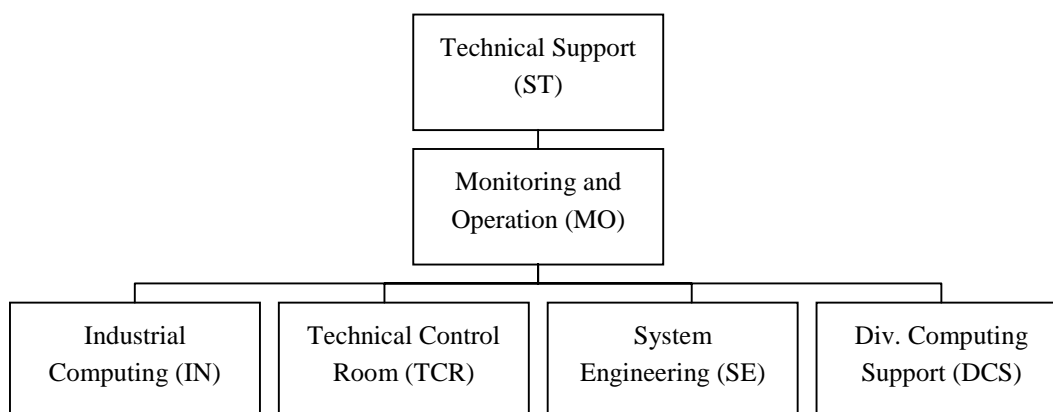 Technical Support
(ST)
Monitoring and
Operation (MO)
Industrial
Computing (IN)
Technical Control
Room (TCR)
System
Engineering (SE)
Div. Computing
Support (DCS)